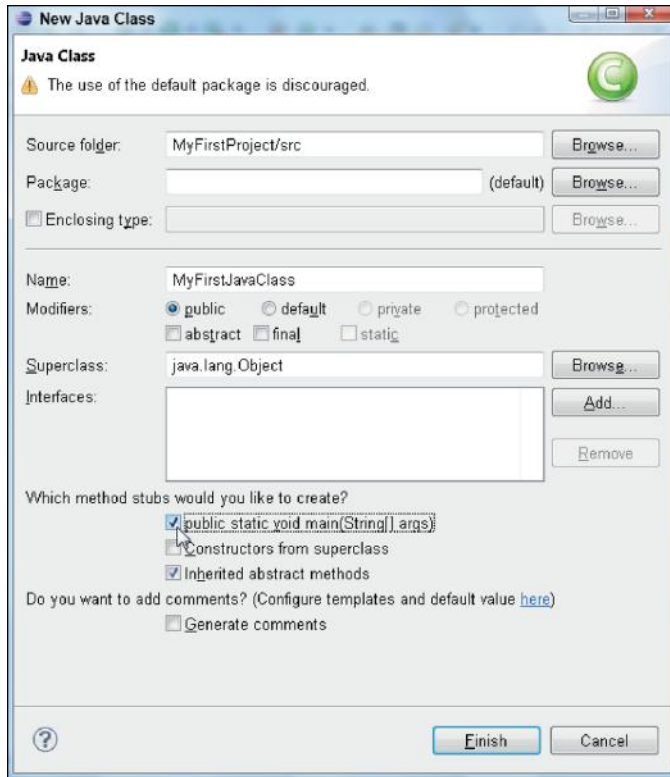 New Java Class
Java Class
The use of the default package is discouraged.
C
Source folder: MyFirstProject/src Browse...
Package: (default) Browse...
Enclosing type: Browse...
Name: MyFirstJavaClass
Modifiers: public default private protected
abstract final static
Superclass: java.lang.Object Browse...
Interfaces: Add...
Remove
Which method stubs would you like to create?
public static void main(String[] args)
Constructors from superclass
Inherited abstract methods
Do you want to add comments? (Configure templates and default value here)
Generate comments
? Finish Cancel